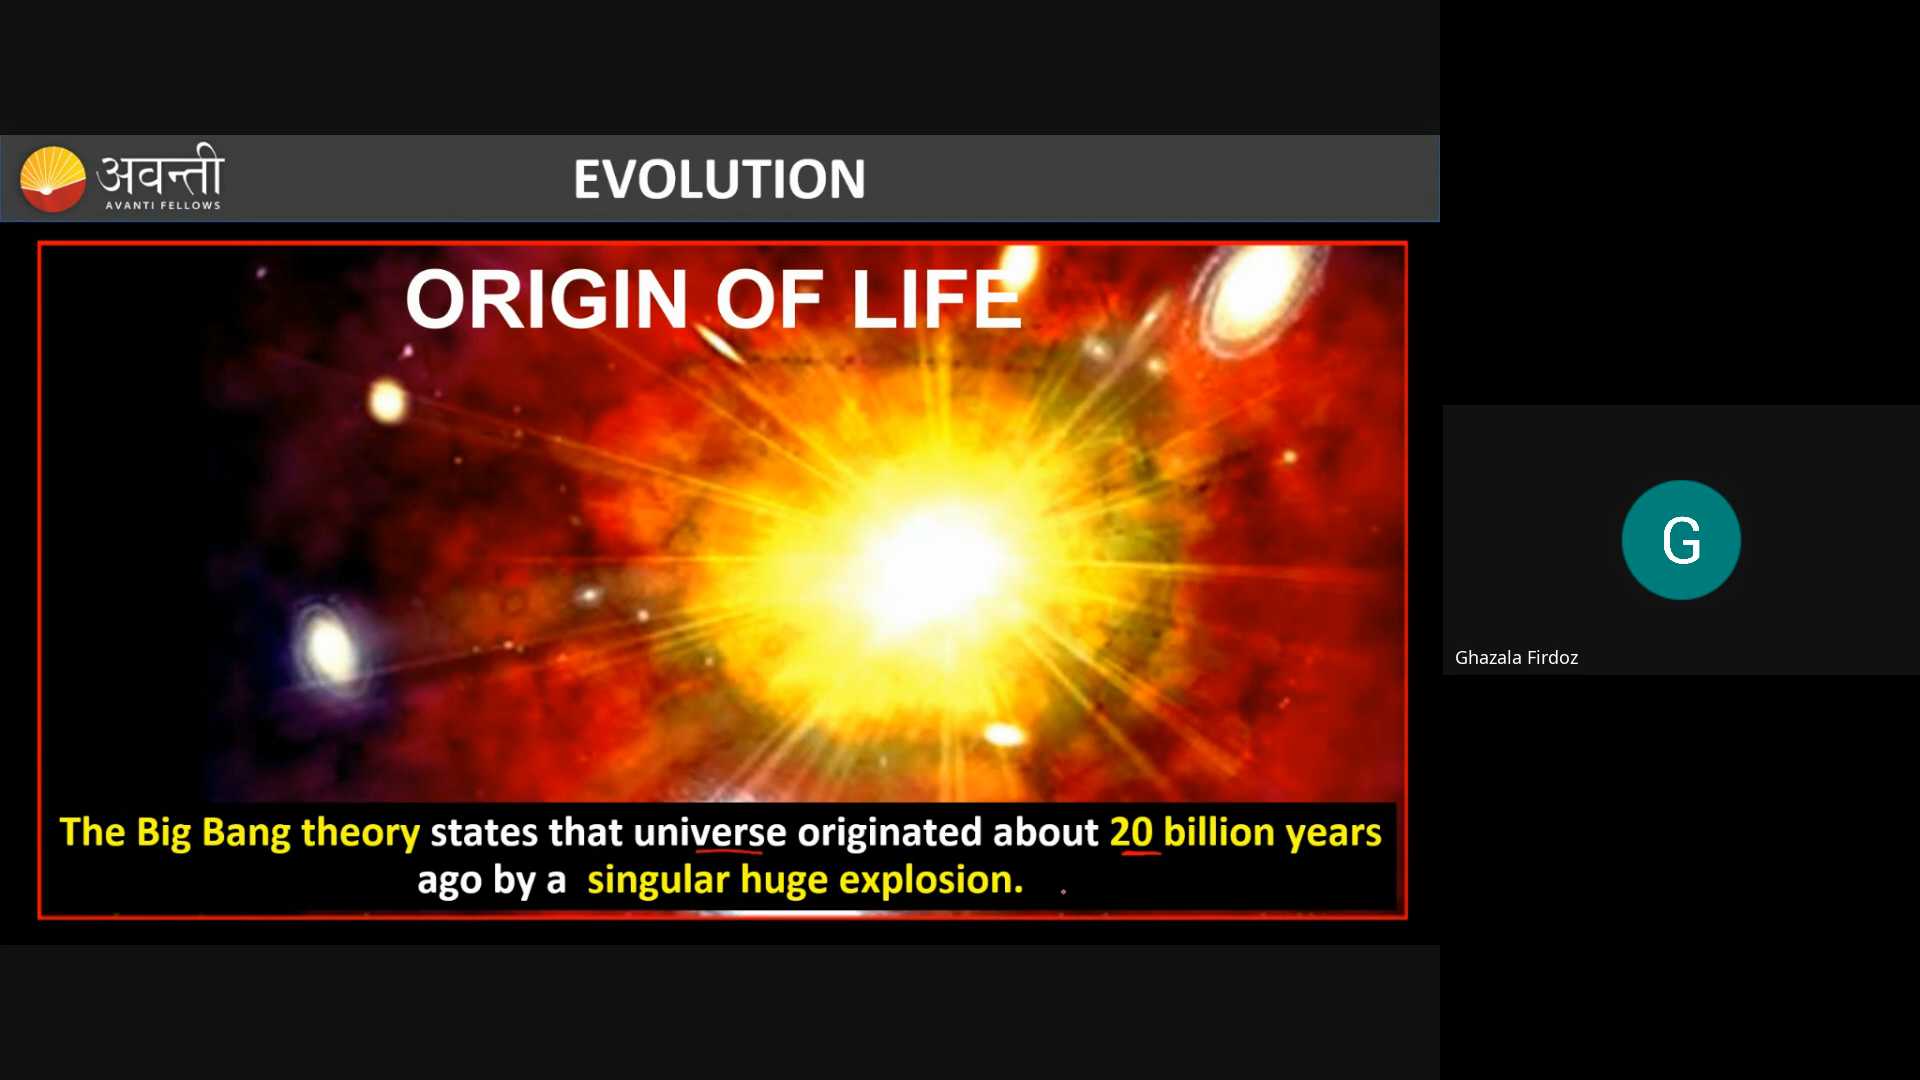 अवन्ती
AVANTI FELLOWS
EVOLUTION
ORIGIN OF LIFE
The Big Bang theory states that universe originated about 20 billion years
ago by a singular huge explosion.
G
Ghazala Firdoz